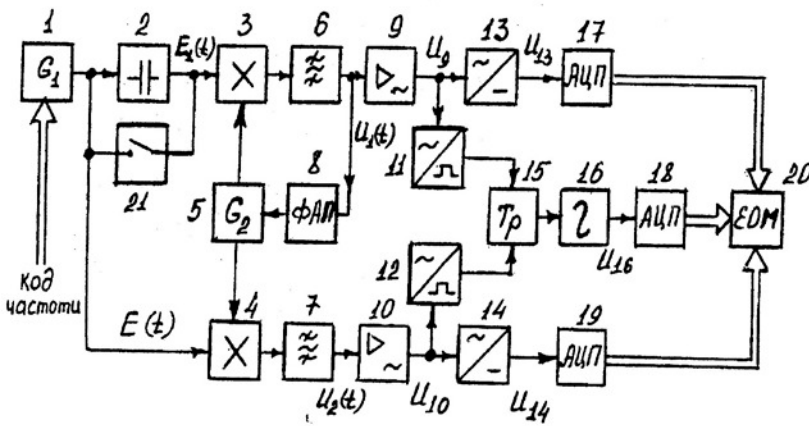 1 2 E₁(t) 3 6 9 U₉ 13 U₁₃ 17
G₁
АЦП
U₁(t)
8 11 15 16 18 20
21 5 G₂ ФАП Тр АЦП ЕОМ
U₁₆
код
частоти
4 7 12 10 14 19
E(t)
АЦП
U₂(t) U₁₀ U₁₄